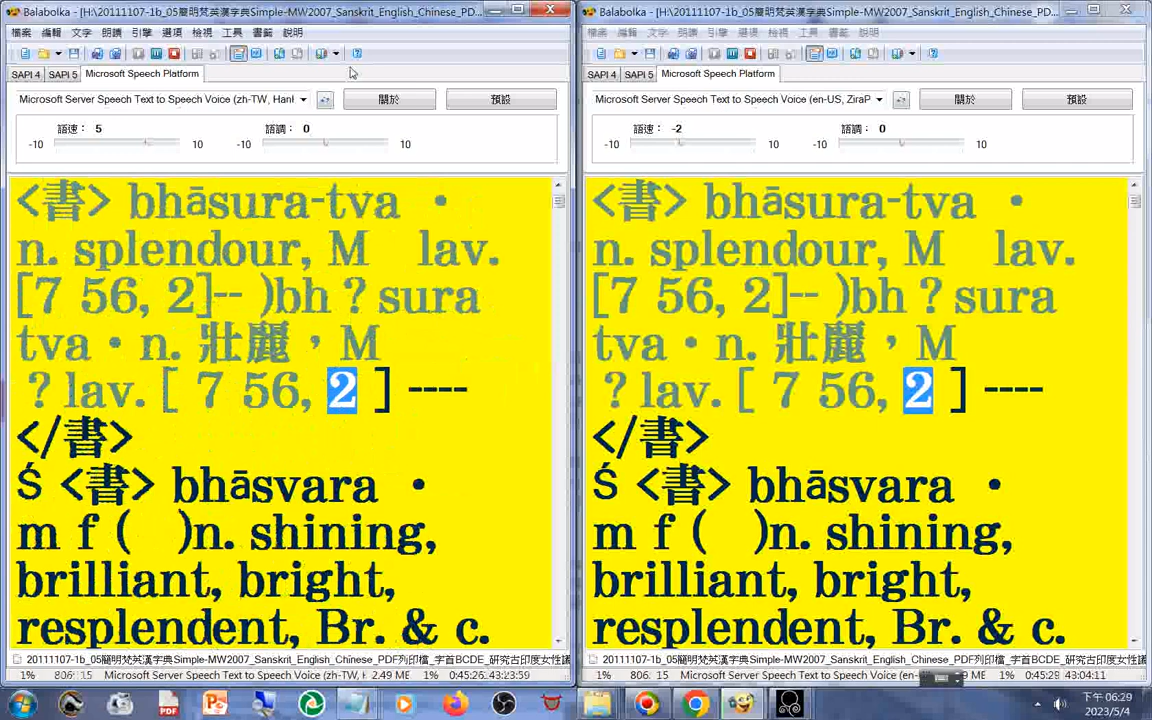 Balabolka - [H:\20111107-1b_05簡明梵英漢字典Simple-MW2007_Sanskrit_English_Chinese_PD...
檔案 編輯 文字 朗讀 引擎 選項 檢視 工具 書籤 說明
SAPI 4 SAPI 5 Microsoft Speech Platform
Microsoft Server Speech Text to Speech Voice (zh-TW, Hanl 關於 預設
語速： 5 語調： 0
-10 10 -10 10
<書> bhāsura-tva •
n. splendour, M lav.
[7 56, 2]-- )bh ? sura
tva • n. 壯麗，M
? lav. [ 7 56, 2 ] ----
</書>
Ś <書> bhāsvara •
m f ( )n. shining,
brilliant, bright,
resplendent, Br. & c.
20111107-1b_05簡明梵英漢字典Simple-MW2007_Sanskrit_English_Chinese_PDF列印檔_字首BCDE_研究古印度女性議
1% 806: 15 Microsoft Server Speech Text to Speech Voice (zh-TW, 2.49 ME 1% 0:45:26.43:23:59
Balabolka - [H:\20111107-1b_05簡明梵英漢字典Simple-MW2007_Sanskrit_English_Chinese_PD...
檔案 編輯 文字 朗讀 引擎 選項 檢視 工具 書籤 說明
SAPI 4 SAPI 5 Microsoft Speech Platform
Microsoft Server Speech Text to Speech Voice (en-US, ZiraP 關於 預設
語速： -2 語調： 0
-10 10 -10 10
<書> bhāsura-tva •
n. splendour, M lav.
[7 56, 2]-- )bh ? sura
tva • n. 壯麗，M
? lav. [ 7 56, 2 ] ----
</書>
Ś <書> bhāsvara •
m f ( )n. shining,
brilliant, bright,
resplendent, Br. & c.
20111107-1b_05簡明梵英漢字典Simple-MW2007_Sanskrit_English_Chinese_PDF列印檔_字首BCDE_研究古印度女性議
1% 806: 15 Microsoft Server Speech Text to Speech Voice (en-US, ME 1% 0:45:29.43:04:11
PDF
下午 06:29
2023/5/4